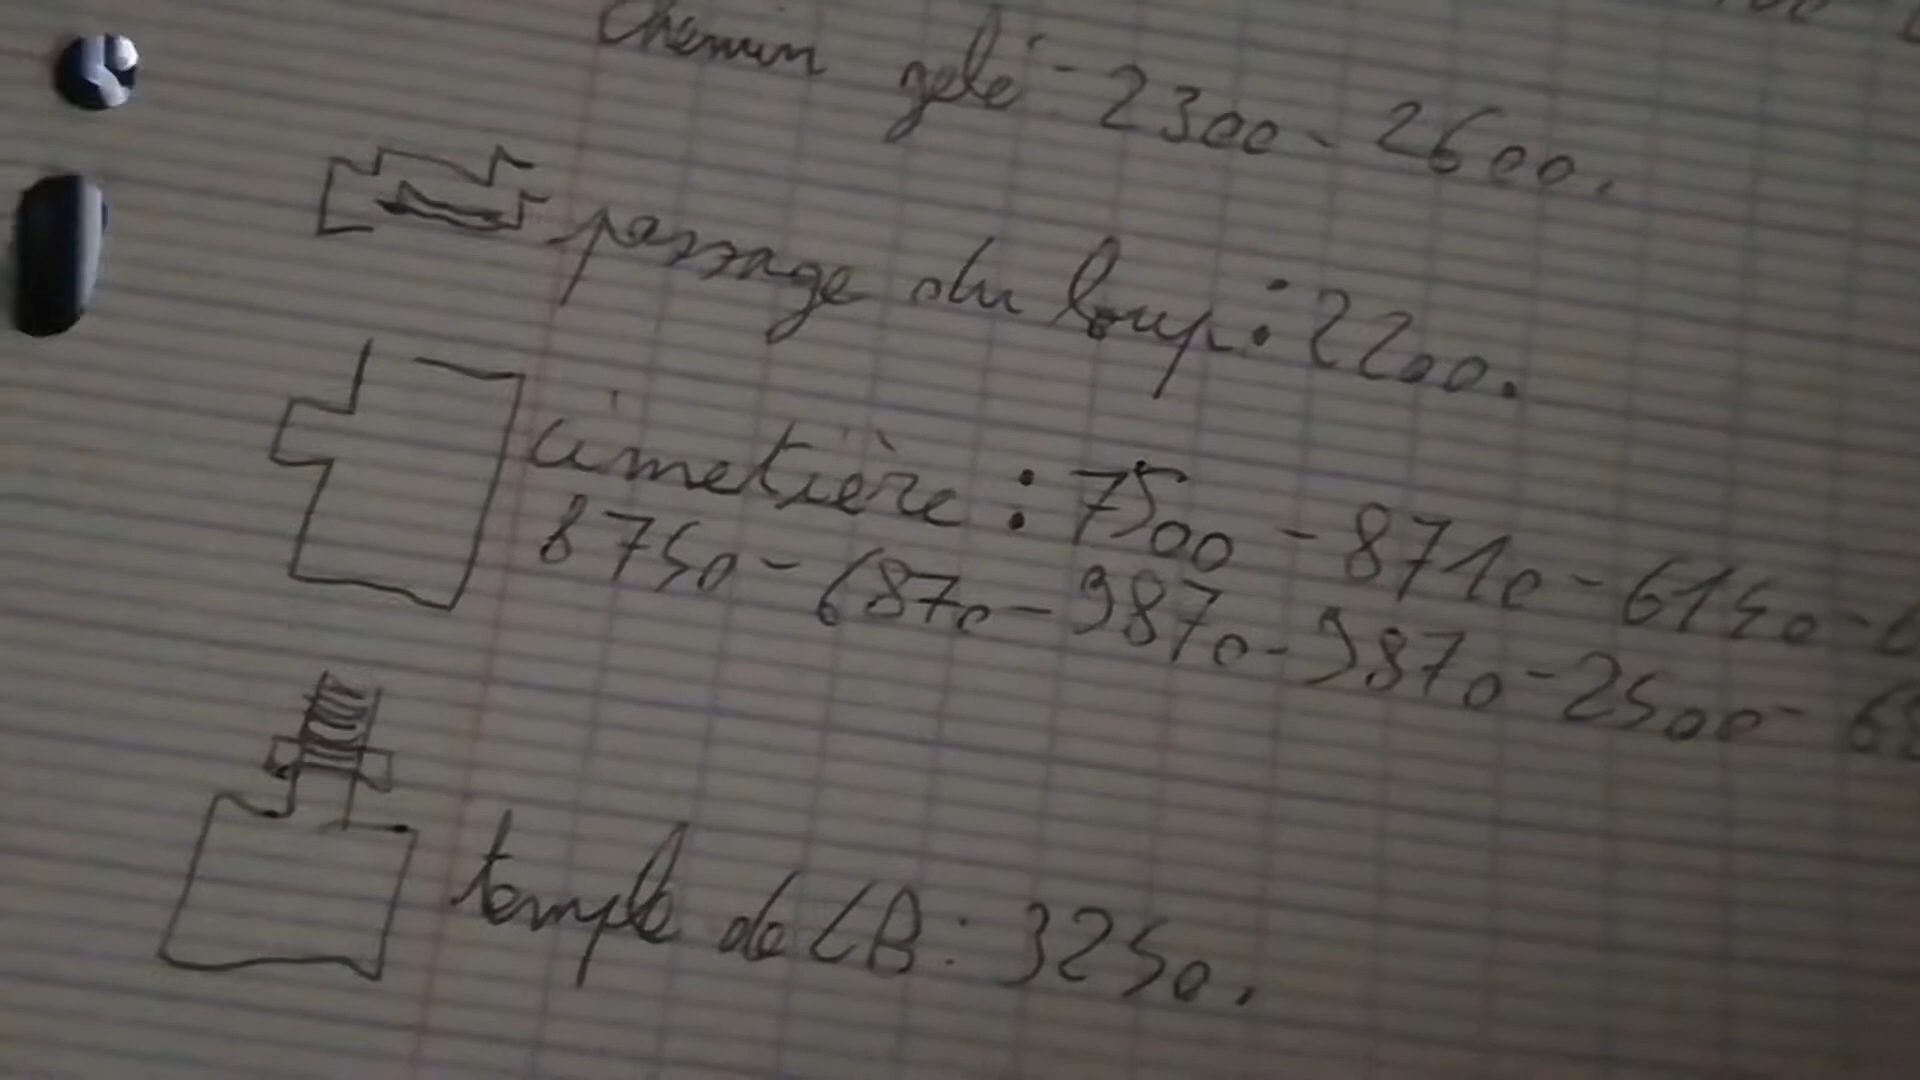 Chemin gelé - 2300 - 2600.
passage du loup : 2200.
cimetière : 7500 - 8710 - 6150 -
8750 - 6870 - 9870 - 9870 - 2500 -
temple de CB : 3250.